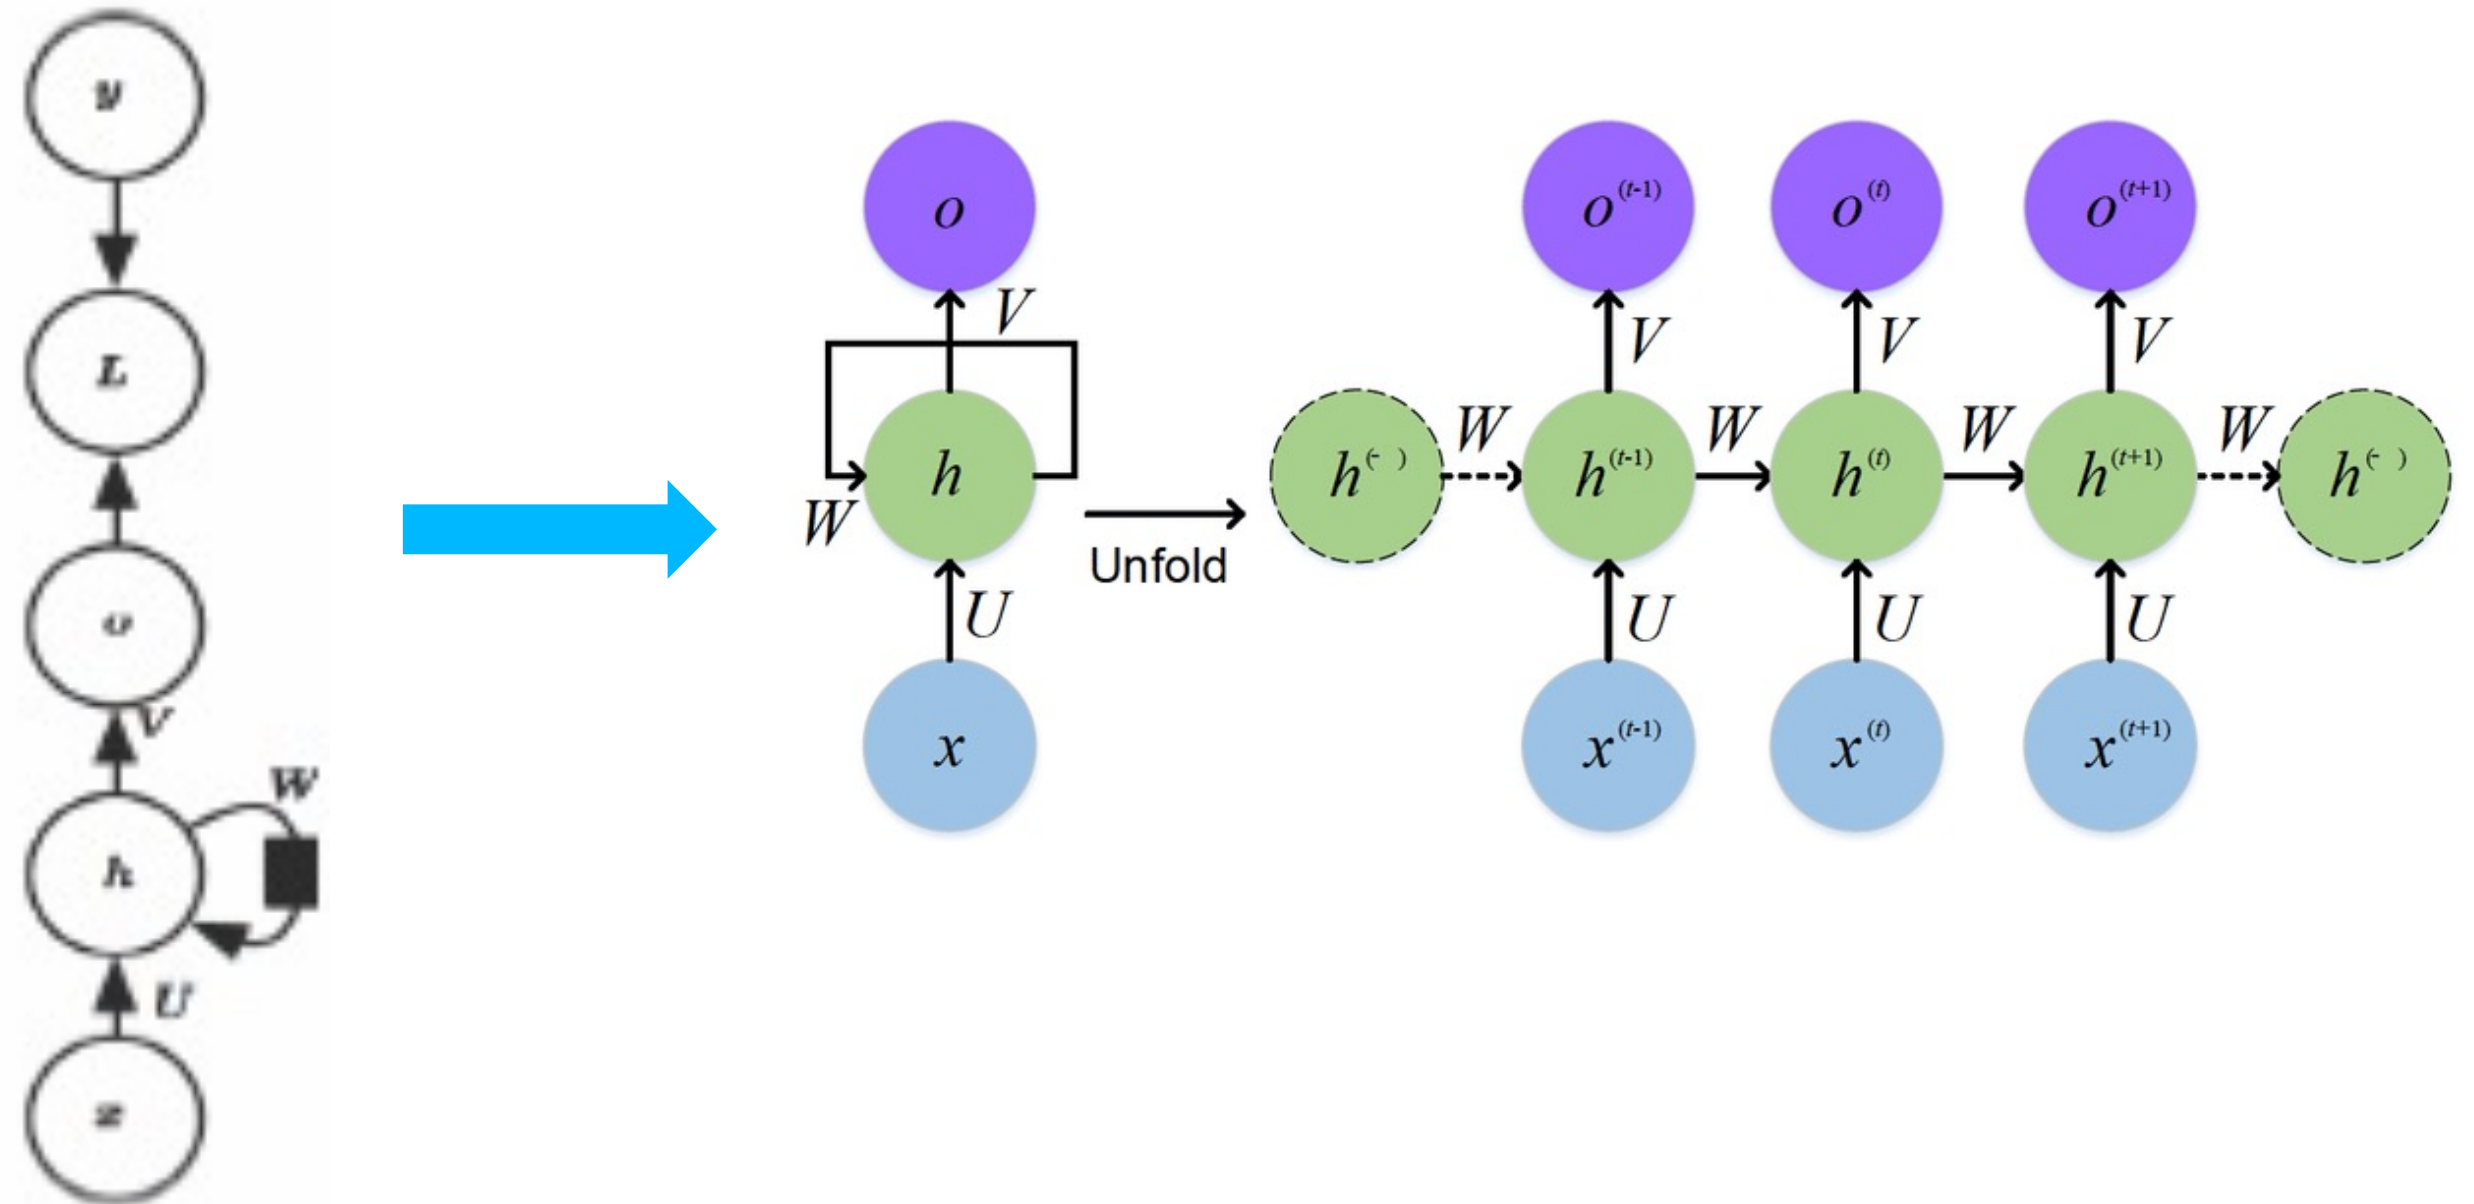 y
L
o
V
W
h
U
x
o
V
h
W
U
x
Unfold
o^(t-1) o^(t) o^(t+1)
V V V
h^(- ) W h^(t-1) W h^(t) W h^(t+1) W h^(- )
U U U
x^(t-1) x^(t) x^(t+1)